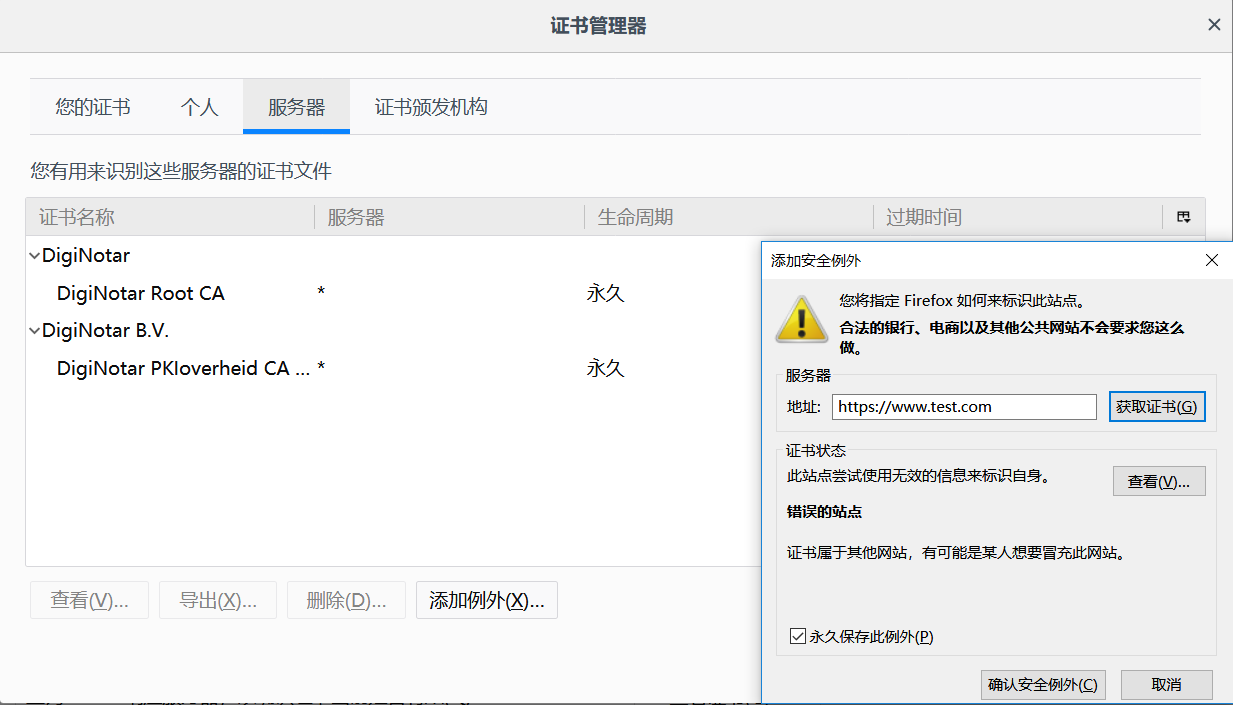 证书管理器
您的证书
个人
服务器
证书颁发机构
您有用来识别这些服务器的证书文件
证书名称
服务器
生命周期
过期时间
DigiNotar
DigiNotar Root CA
*
永久
DigiNotar B.V.
DigiNotar PKIoverheid CA ...
*
永久
查看(V)...
导出(X)...
删除(D)...
添加例外(X)...
添加安全例外
您将指定 Firefox 如何来标识此站点。
合法的银行、电商以及其他公共网站不会要求您这么
做。
服务器
地址:
https://www.test.com
获取证书(G)
证书状态
此站点尝试使用无效的信息来标识自身。
查看(V)...
错误的站点
证书属于其他网站，有可能是某人想要冒充此网站。
永久保存此例外(P)
确认安全例外(C)
取消